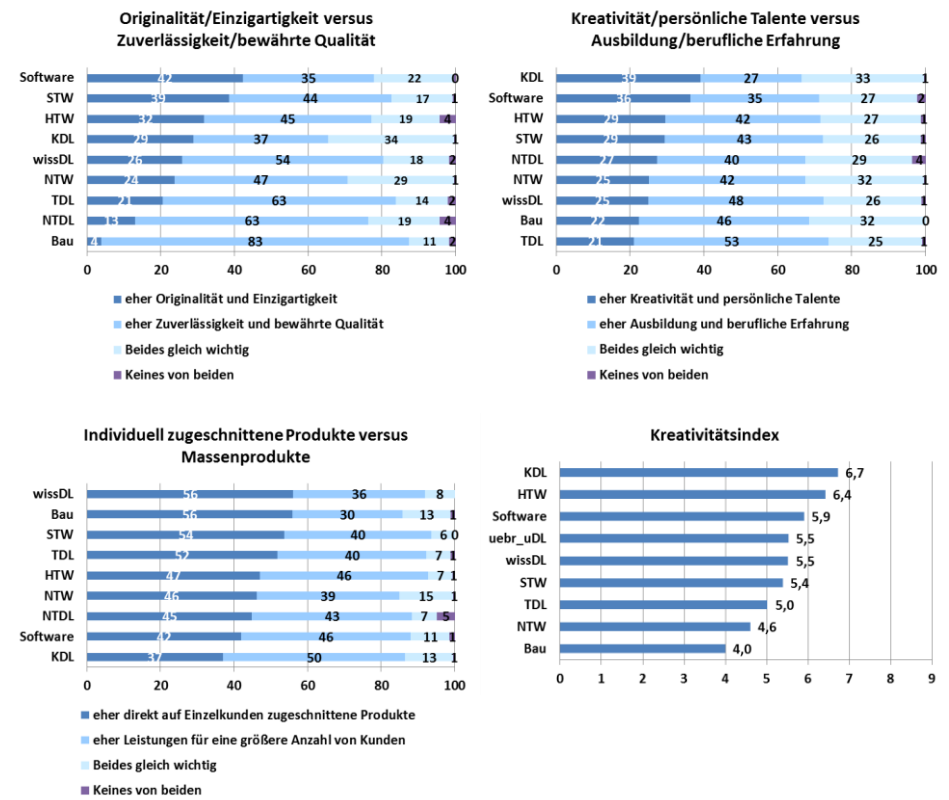 Originalität/Einzigartigkeit versus
Zuverlässigkeit/bewährte Qualität
Software 42 35 22 0
STW 39 44 17 1
HTW 32 45 19 4
KDL 29 37 34 1
wissDL 26 54 18 2
NTW 24 47 29 1
TDL 21 63 14 2
NTDL 13 63 19 4
Bau 4 83 11 2
0 20 40 60 80 100
eher Originalität und Einzigartigkeit
eher Zuverlässigkeit und bewährte Qualität
Beides gleich wichtig
Keines von beiden
Kreativität/persönliche Talente versus
Ausbildung/berufliche Erfahrung
KDL 39 27 33 1
Software 36 35 27 2
HTW 29 42 27 1
STW 29 43 26 1
NTDL 27 40 29 4
NTW 25 42 32 1
wissDL 25 48 26 1
Bau 22 46 32 0
TDL 21 53 25 1
0 20 40 60 80 100
eher Kreativität und persönliche Talente
eher Ausbildung und berufliche Erfahrung
Beides gleich wichtig
Keines von beiden
Individuell zugeschnittene Produkte versus
Massenprodukte
wissDL 56 36 8
Bau 56 30 13 1
STW 54 40 6 0
TDL 52 40 7 1
HTW 47 46 7 1
NTW 46 39 15 1
NTDL 45 43 7 5
Software 42 46 11 1
KDL 37 50 13 1
0 20 40 60 80 100
eher direkt auf Einzelkunden zugeschnittene Produkte
eher Leistungen für eine größere Anzahl von Kunden
Beides gleich wichtig
Keines von beiden
Kreativitätsindex
KDL 6,7
HTW 6,4
Software 5,9
uebr_uDL 5,5
wissDL 5,5
STW 5,4
TDL 5,0
NTW 4,6
Bau 4,0
0 1 2 3 4 5 6 7 8 9